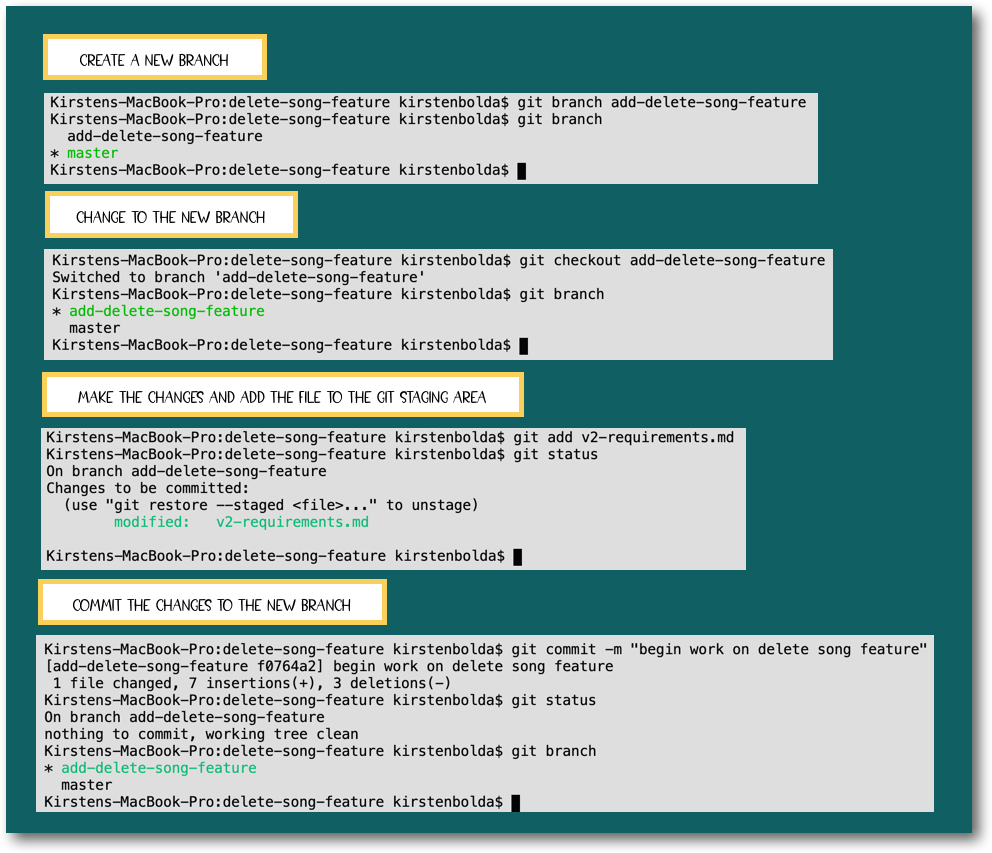 CREATE A NEW BRANCH
Kirstens-MacBook-Pro:delete-song-feature kirstenbolda$ git branch add-delete-song-feature
Kirstens-MacBook-Pro:delete-song-feature kirstenbolda$ git branch
  add-delete-song-feature
* master
Kirstens-MacBook-Pro:delete-song-feature kirstenbolda$
CHANGE TO THE NEW BRANCH
Kirstens-MacBook-Pro:delete-song-feature kirstenbolda$ git checkout add-delete-song-feature
Switched to branch 'add-delete-song-feature'
Kirstens-MacBook-Pro:delete-song-feature kirstenbolda$ git branch
* add-delete-song-feature
  master
Kirstens-MacBook-Pro:delete-song-feature kirstenbolda$
MAKE THE CHANGES AND ADD THE FILE TO THE GIT STAGING AREA
Kirstens-MacBook-Pro:delete-song-feature kirstenbolda$ git add v2-requirements.md
Kirstens-MacBook-Pro:delete-song-feature kirstenbolda$ git status
On branch add-delete-song-feature
Changes to be committed:
  (use "git restore --staged <file>..." to unstage)
        modified:   v2-requirements.md
Kirstens-MacBook-Pro:delete-song-feature kirstenbolda$
COMMIT THE CHANGES TO THE NEW BRANCH
Kirstens-MacBook-Pro:delete-song-feature kirstenbolda$ git commit -m "begin work on delete song feature"
[add-delete-song-feature f0764a2] begin work on delete song feature
 1 file changed, 7 insertions(+), 3 deletions(-)
Kirstens-MacBook-Pro:delete-song-feature kirstenbolda$ git status
On branch add-delete-song-feature
nothing to commit, working tree clean
Kirstens-MacBook-Pro:delete-song-feature kirstenbolda$ git branch
* add-delete-song-feature
  master
Kirstens-MacBook-Pro:delete-song-feature kirstenbolda$